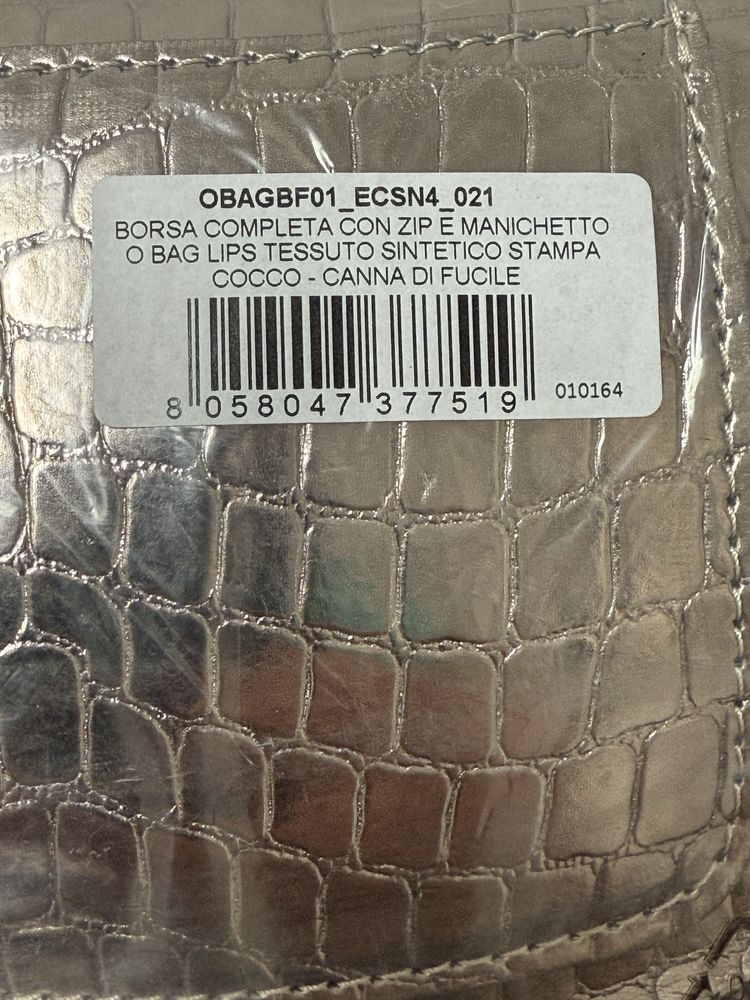 OBAGBF01_ECSN4_021
BORSA COMPLETA CON ZIP E MANICHETTO
O BAG LIPS TESSUTO SINTETICO STAMPA
COCCO - CANNA DI FUCILE
8 058047 377519
010164